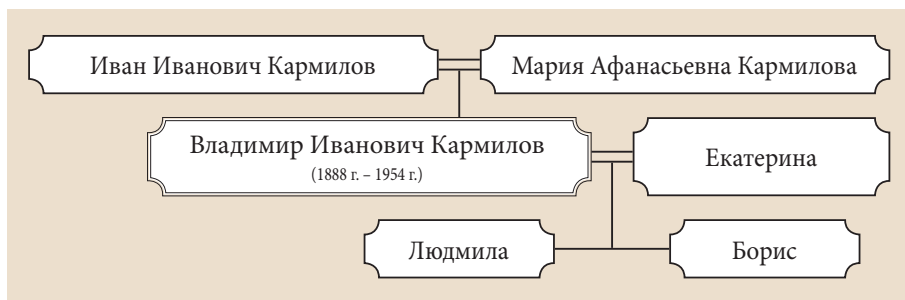 Иван Иванович Кармилов
Мария Афанасьевна Кармилова
Владимир Иванович Кармилов
(1888 г. – 1954 г.)
Екатерина
Людмила
Борис